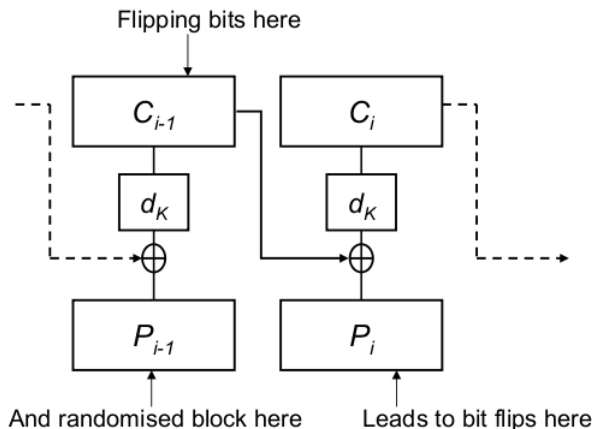 Flipping bits here
C_{i-1} C_i
d_K d_K
P_{i-1} P_i
And randomised block here Leads to bit flips here